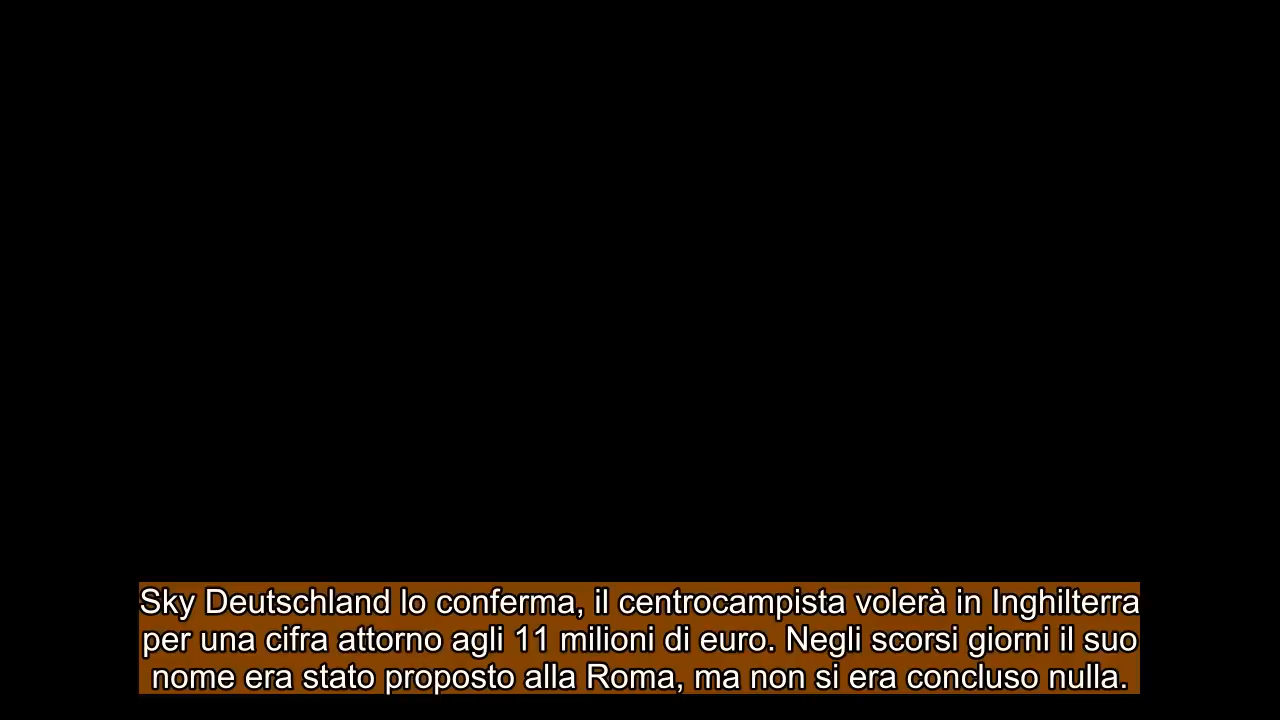 Sky Deutschland lo conferma, il centrocampista volerà in Inghilterra
per una cifra attorno agli 11 milioni di euro. Negli scorsi giorni il suo
nome era stato proposto alla Roma, ma non si era concluso nulla.